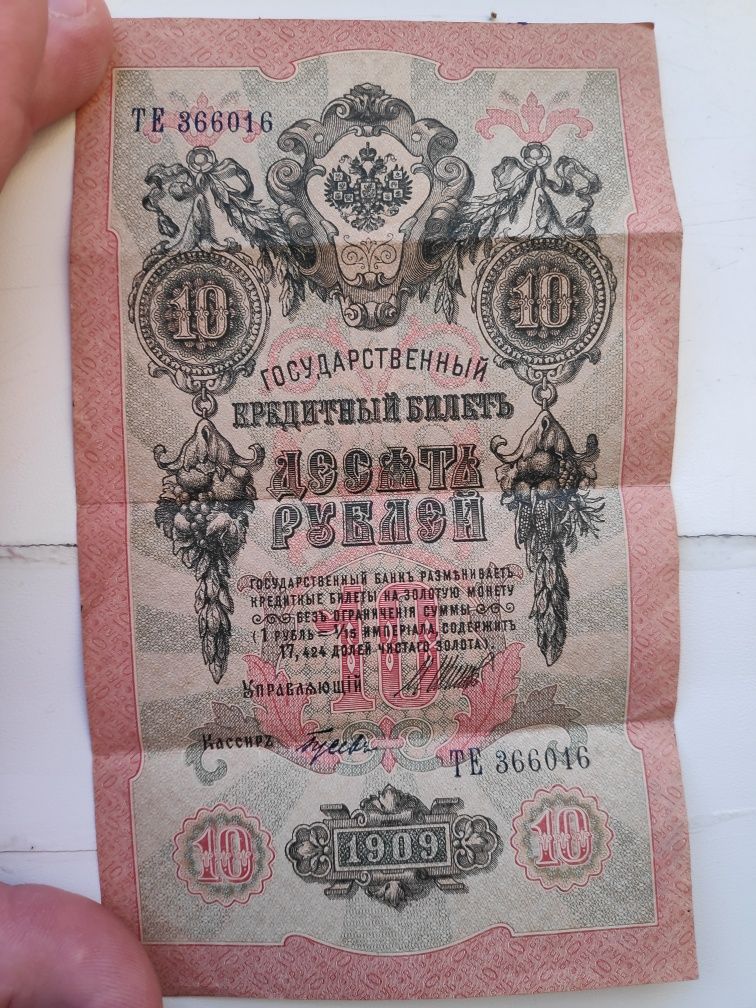 ТЕ 366016
10 10
ГОСУДАРСТВЕННЫЙ
КРЕДИТНЫЙ БИЛЕТЪ
ДЕСЯТЬ
РУБЛЕЙ
ГОСУДАРСТВЕННЫЙ БАНКЪ РАЗМѢНИВАЕТЪ
КРЕДИТНЫЕ БИЛЕТЫ НА ЗОЛОТУЮ МОНЕТУ
БЕЗЪ ОГРАНИЧЕНІЯ СУММЫ
(1 РУБЛЬ = 1/15 ИМПЕРІАЛА, СОДЕРЖИТЪ
17,424 ДОЛЕЙ ЧИСТАГО ЗОЛОТА).
10
УПРАВЛЯЮЩІЙ
КАССИРЪ
ТЕ 366016
10 1909 10